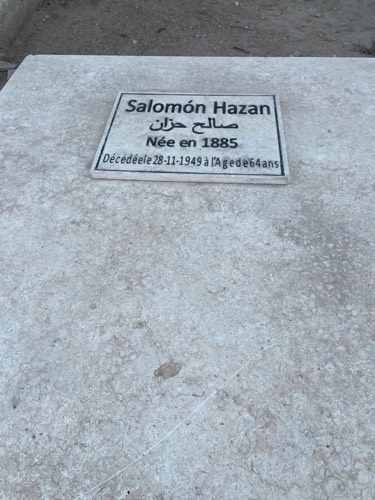 Salomón Hazan
صالح حزان
Née en 1885
Décédéele 28-11-1949 à l'Agede64ans